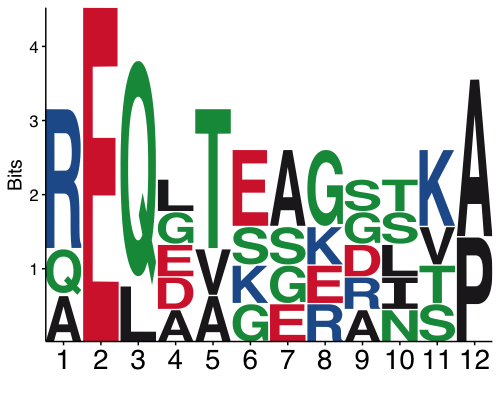 Bits
4
3
2
1
R Q A
E
Q L
L G E D A
T V A
E S K G
A S G E
G K E R
S G D R A
T S L I N
K V T S
A P
1 2 3 4 5 6 7 8 9 10 11 12